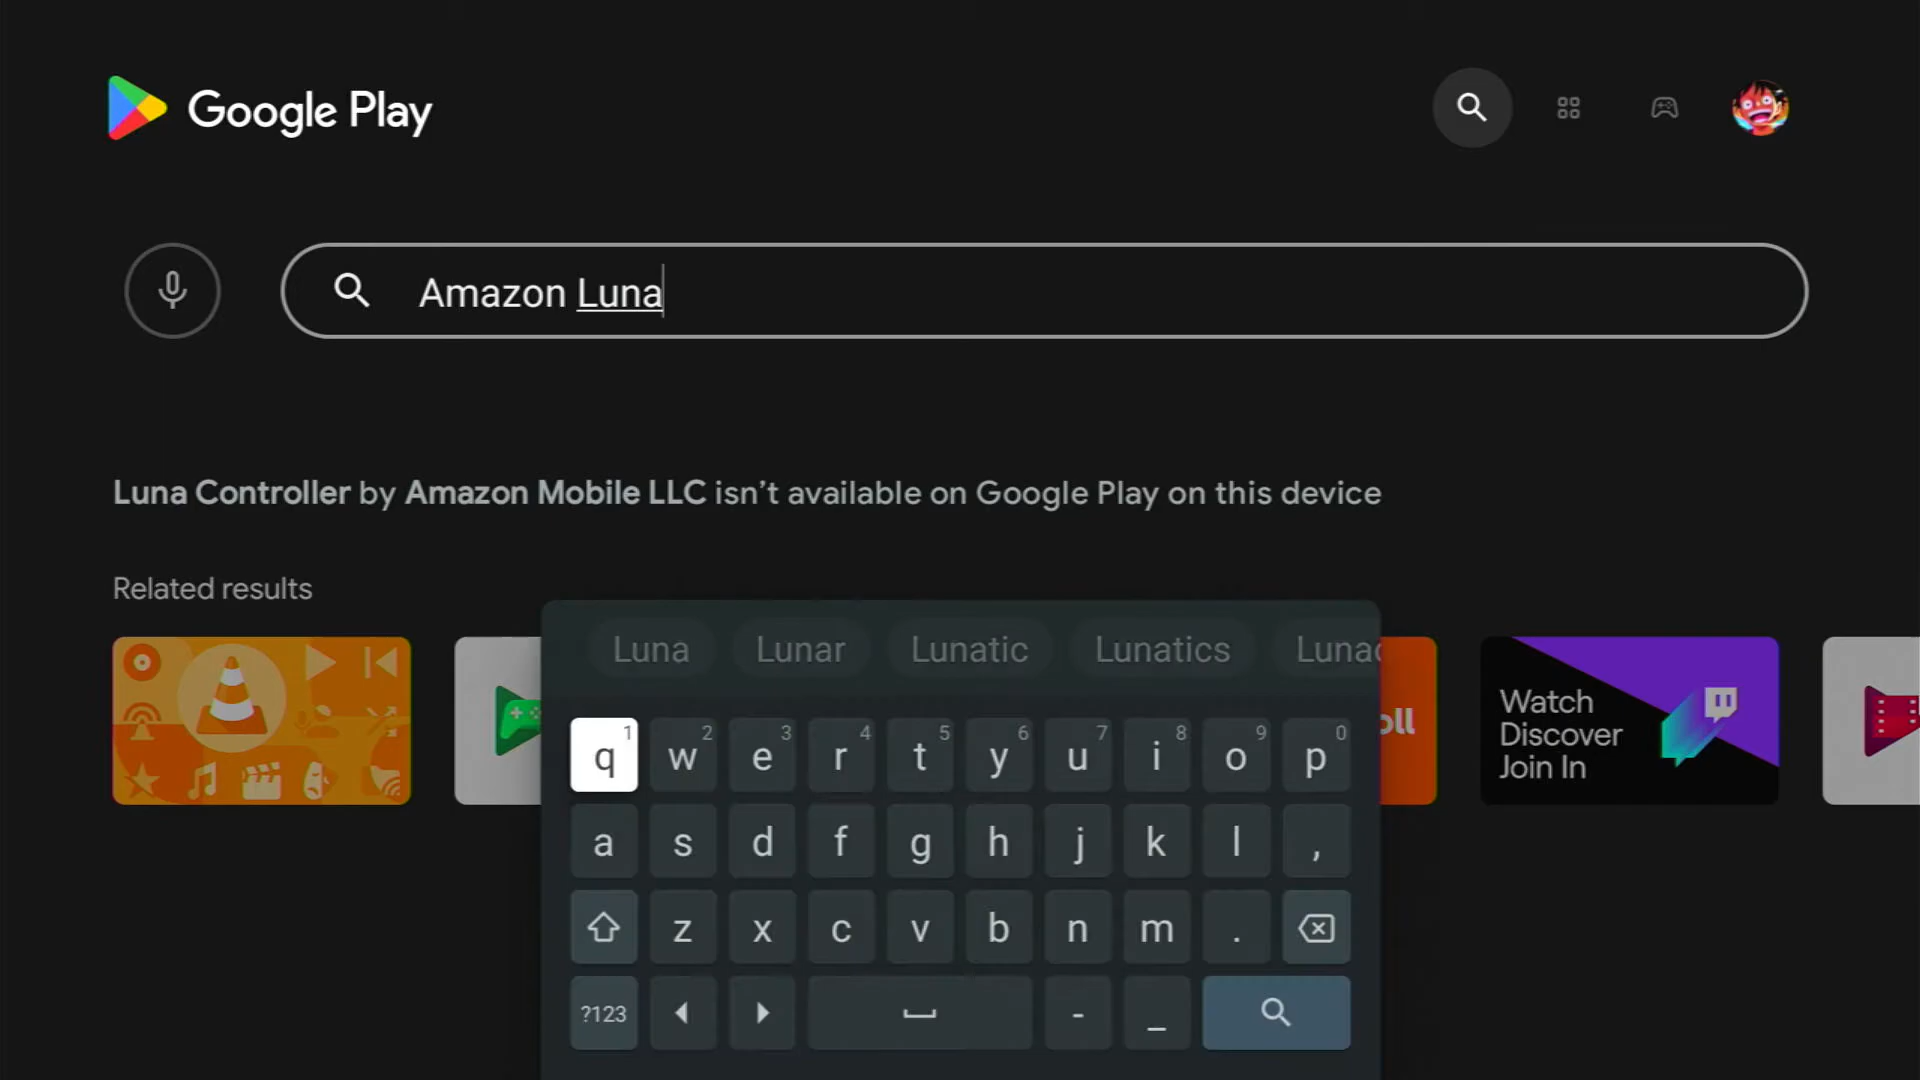 Google Play
Amazon Luna
Luna Controller by Amazon Mobile LLC isn't available on Google Play on this device
Related results
Luna Lunar Lunatic Lunatics Lunac
oll
Watch
Discover
Join In
q 1 w 2 e 3 r 4 t 5 y 6 u 7 i 8 o 9 p 0
a s d f g h j k l ,
z x c v b n m .
?123 - _